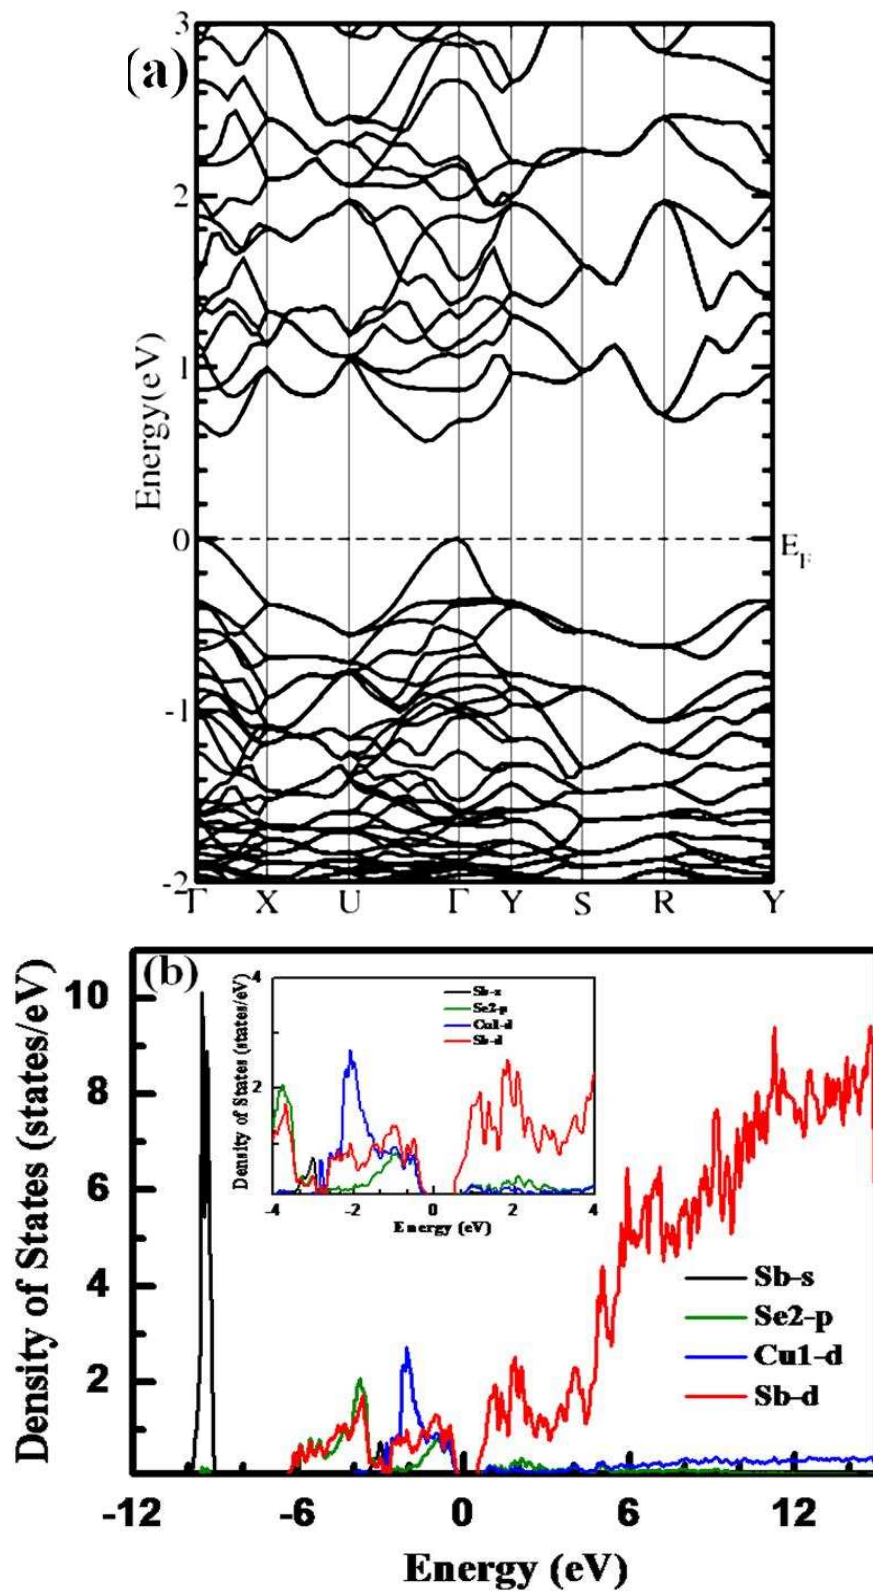 (a)
3
2
1
0
-1
-2
Energy(eV)
E_F
Γ X U Γ Y S R Y
(b)
Density of States (states/eV)
10
8
6
4
2
-12 -6 0 6 12
Energy (eV)
Density of States (states/eV)
4
2
-4 -2 0 2 4
Energy (eV)
Sb-s
Se2-p
Cu1-d
Sb-d
Sb-s
Se2-p
Cu1-d
Sb-d